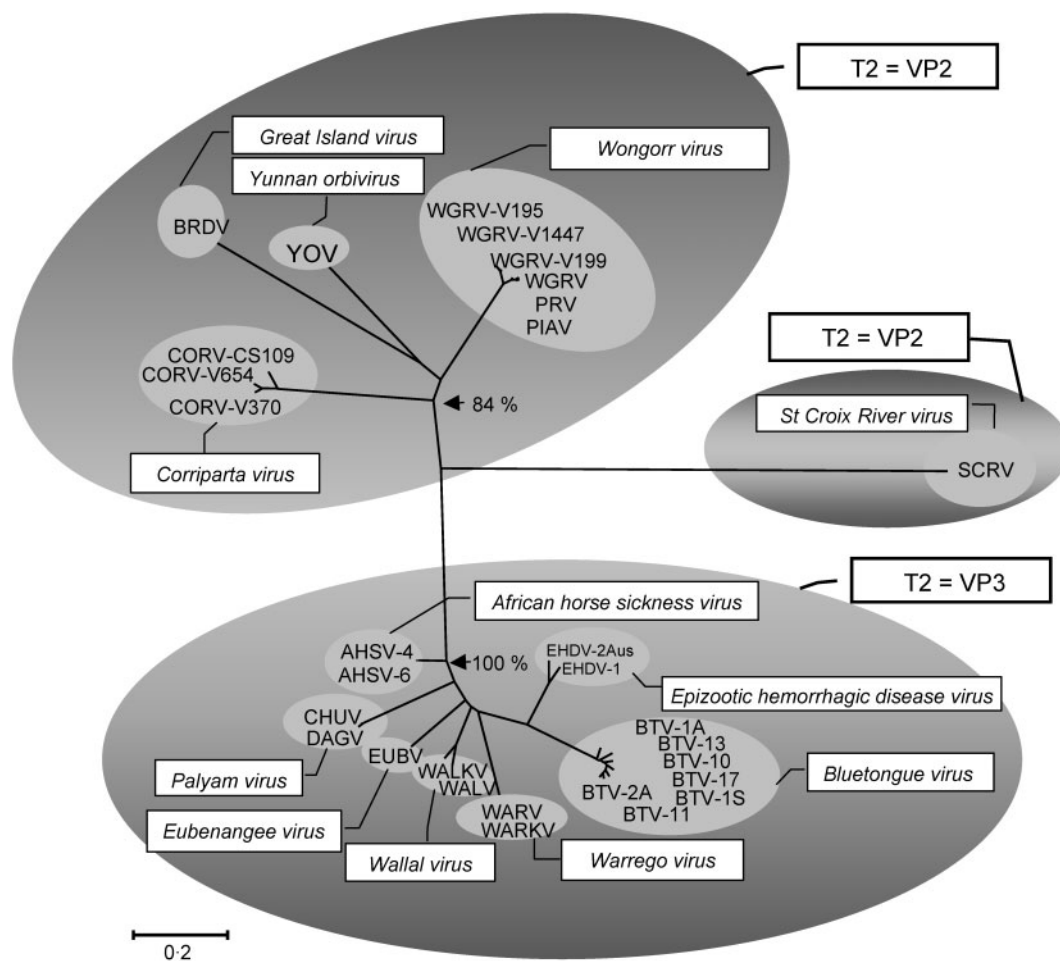 T2 = VP2
Great Island virus
Yunnan orbivirus
Wongorr virus
BRDV
YOV
WGRV-V195
WGRV-V1447
WGRV-V199
WGRV
PRV
PIAV
CORV-CS109
CORV-V654
CORV-V370
Corriparta virus
84 %
T2 = VP2
St Croix River virus
SCRV
T2 = VP3
African horse sickness virus
AHSV-4
AHSV-6
100 %
EHDV-2Aus
EHDV-1
Epizootic hemorrhagic disease virus
CHUV
DAGV
Palyam virus
EUBV
Eubenangee virus
WALKV
WALV
Wallal virus
WARV
WARKV
Warrego virus
BTV-1A
BTV-13
BTV-10
BTV-17
BTV-2A
BTV-1S
BTV-11
Bluetongue virus
0·2